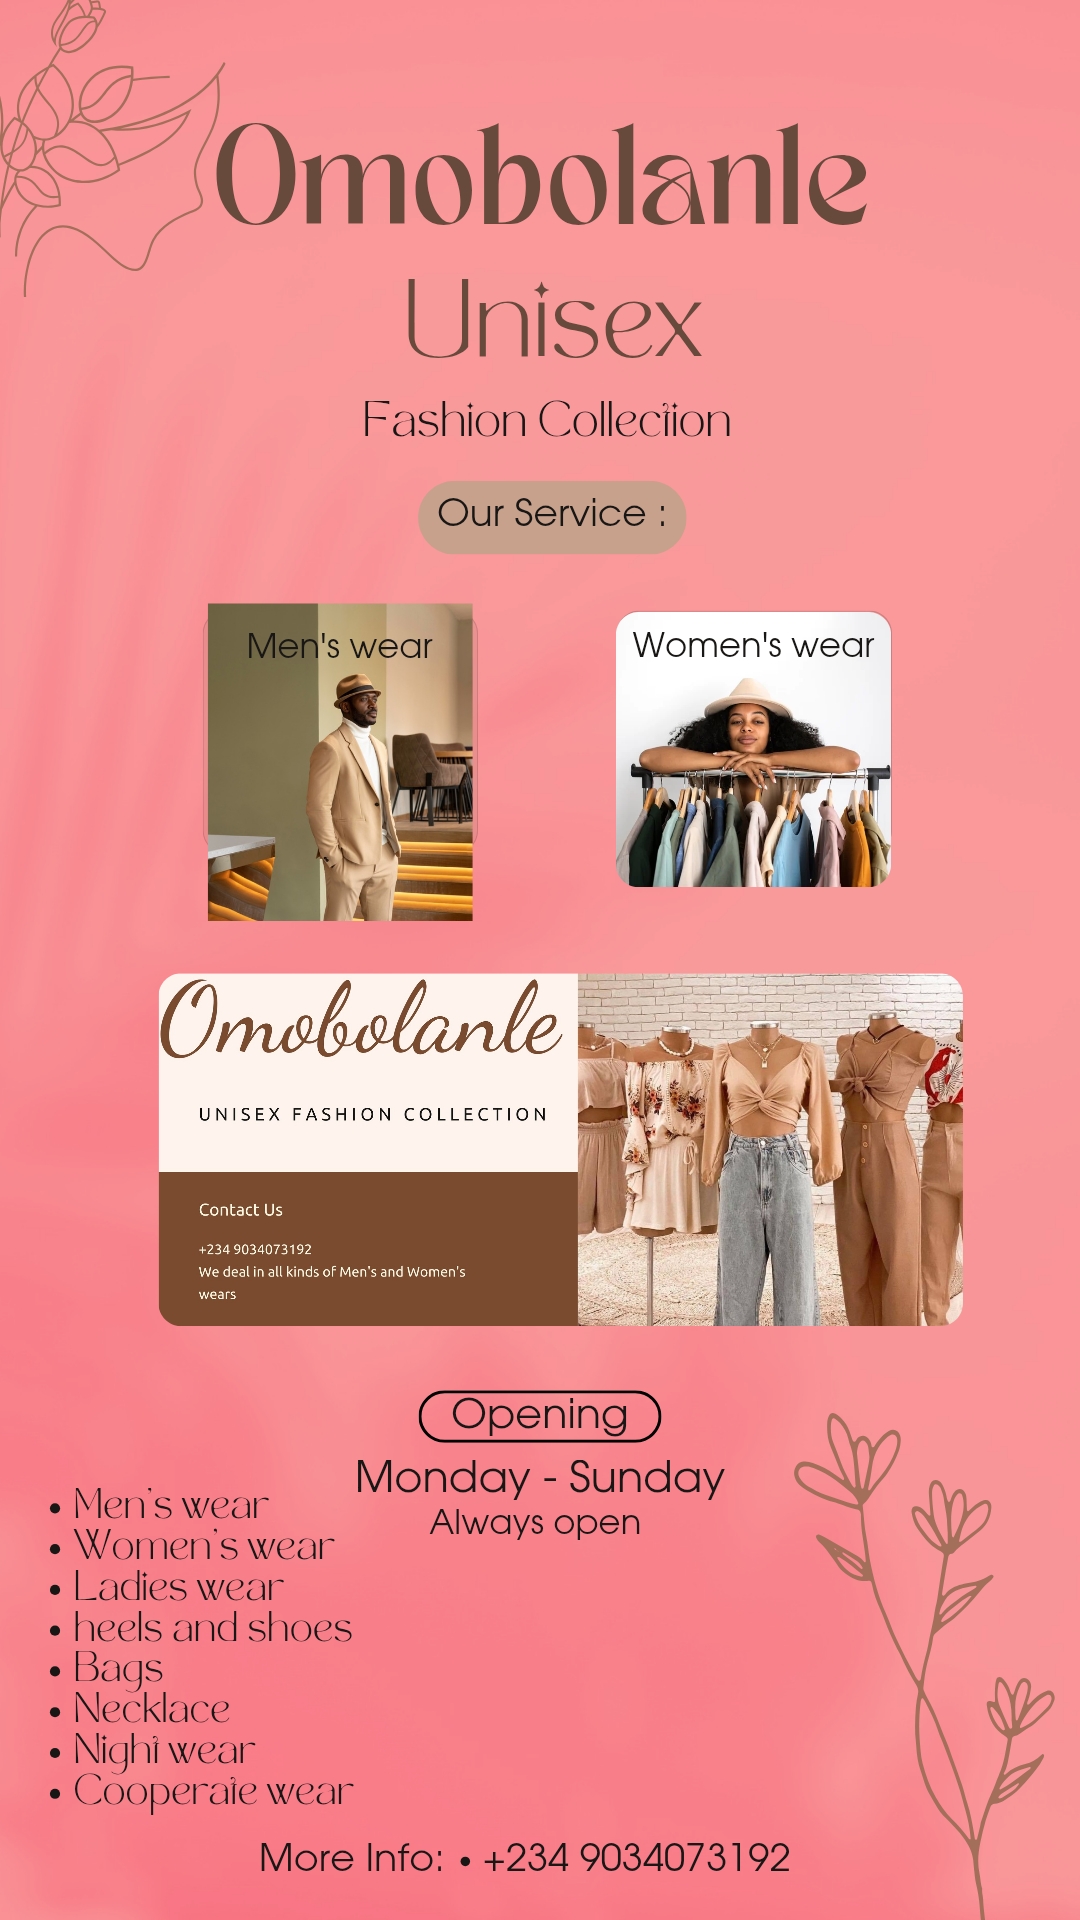 Omobolanle
Unisex
Fashion Collection
Our Service :
Men's wear
Women's wear
Omobolanle
UNISEX FASHION COLLECTION
Contact Us
+234 9034073192
We deal in all kinds of Men's and Women's
wears
Opening
Monday - Sunday
Always open
• Men's wear
• Women's wear
• Ladies wear
• heels and shoes
• Bags
• Necklace
• Night wear
• Cooperate wear
More Info: • +234 9034073192